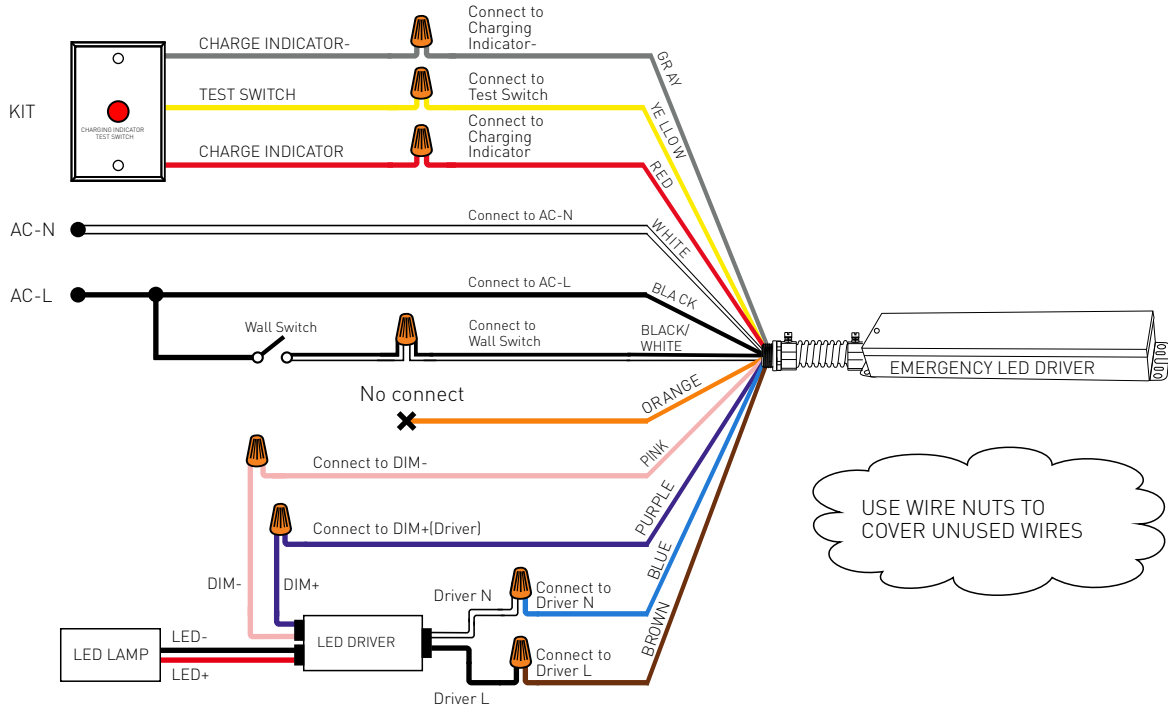 KIT
CHARGING INDICATOR
TEST SWITCH
CHARGE INDICATOR-
Connect to
Charging
Indicator-
GRAY
TEST SWITCH
Connect to
Test Switch
YELLOW
CHARGE INDICATOR
Connect to
Charging
Indicator
RED
AC-N
Connect to AC-N
WHITE
AC-L
Connect to AC-L
BLACK
Wall Switch
Connect to
Wall Switch
BLACK/
WHITE
EMERGENCY LED DRIVER
No connect
ORANGE
Connect to DIM-
PINK
Connect to DIM+(Driver)
PURPLE
USE WIRE NUTS TO
COVER UNUSED WIRES
DIM-
DIM+
Driver N
Connect to
Driver N
BLUE
LED LAMP
LED-
LED+
LED DRIVER
Driver L
Connect to
Driver L
BROWN